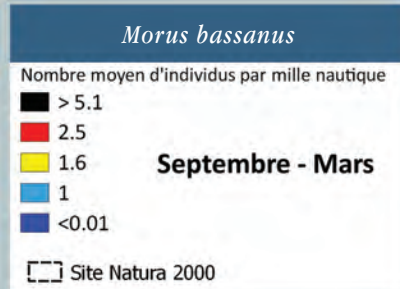 Morus bassanus
Nombre moyen d'individus par mille nautique
> 5.1
2.5
1.6
Septembre - Mars
1
<0.01
Site Natura 2000